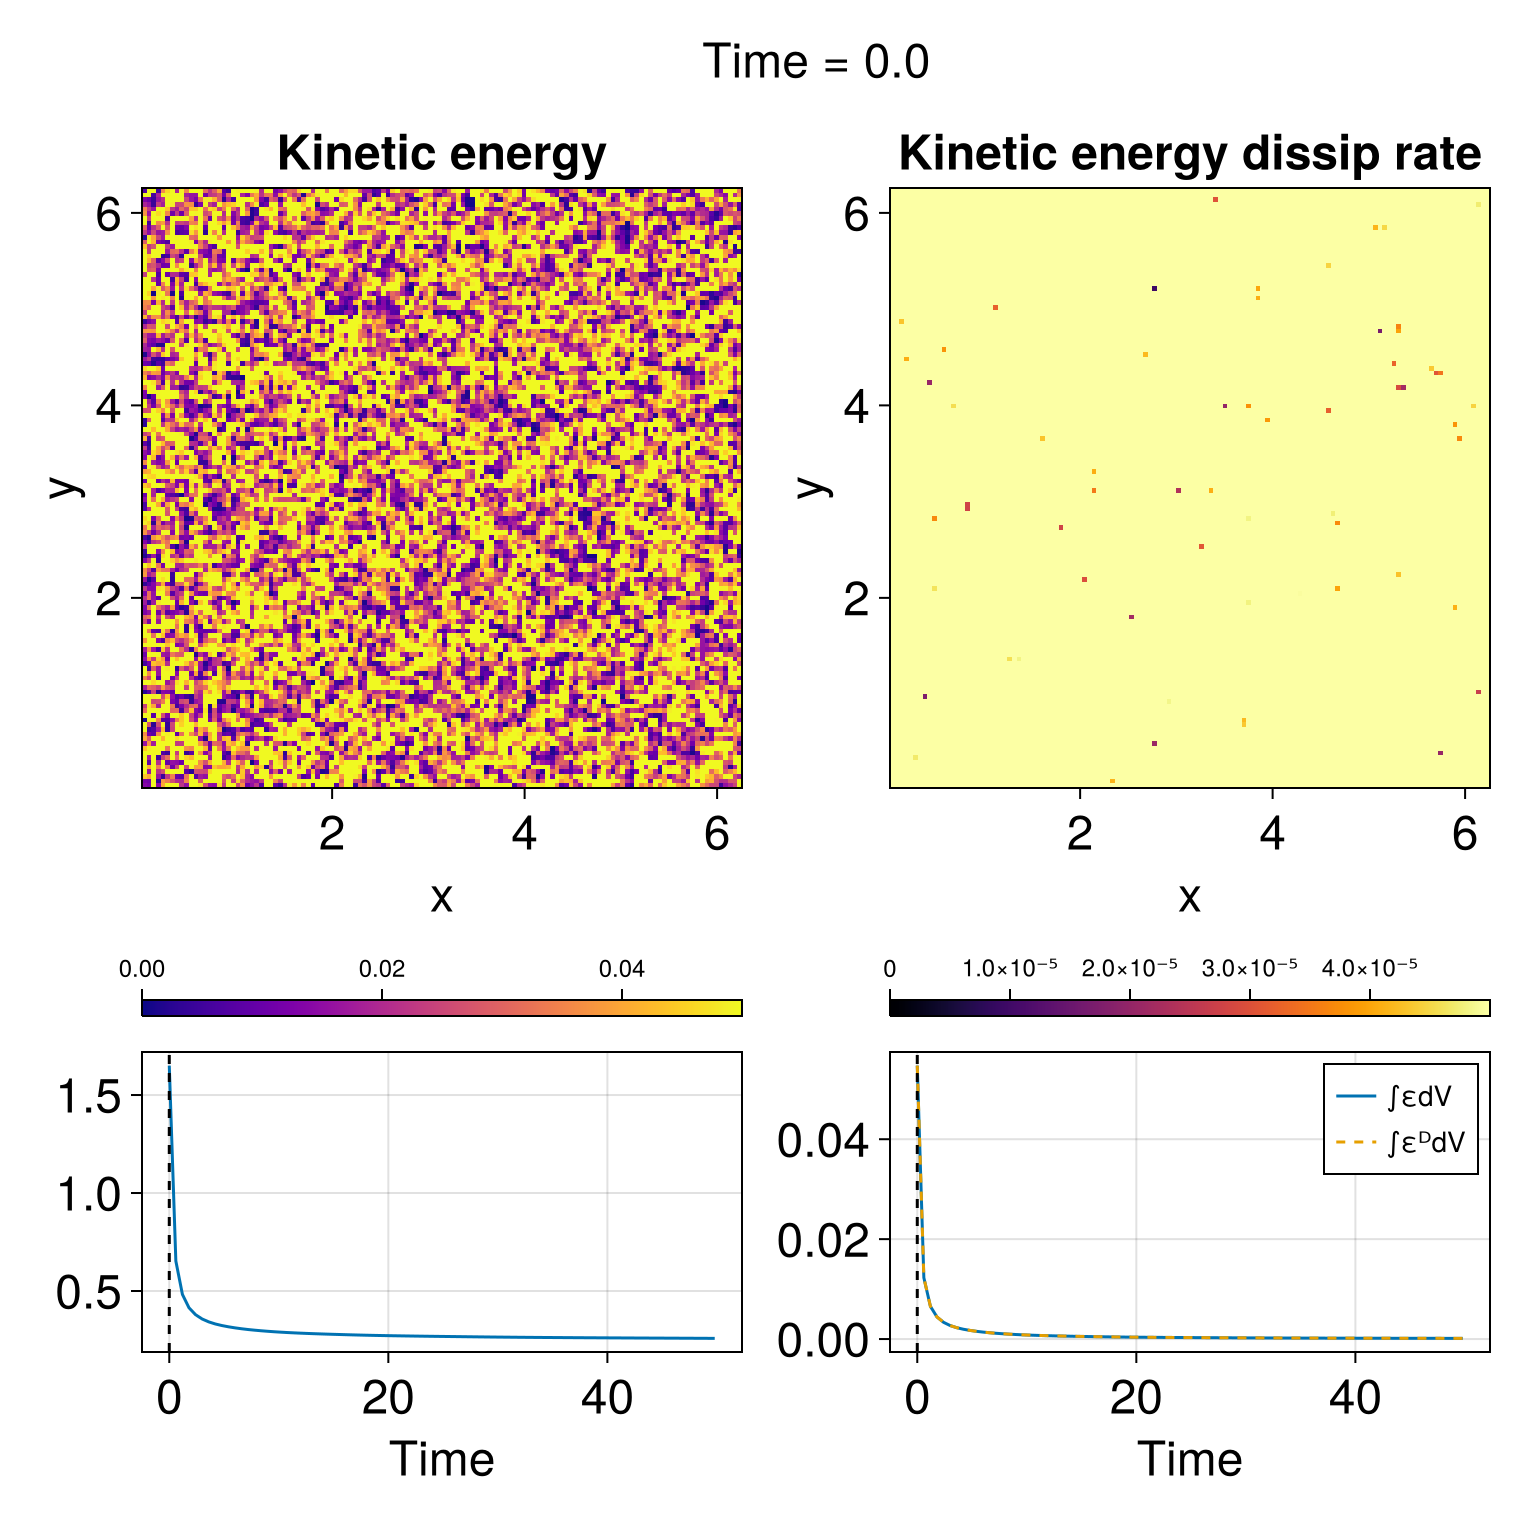 Time = 0.0
Kinetic energy
Kinetic energy dissip rate
6
4
2
y
2 4 6
x
6
4
2
y
2 4 6
x
0.00 0.02 0.04
0 1.0×10⁻⁵ 2.0×10⁻⁵ 3.0×10⁻⁵ 4.0×10⁻⁵
1.5
1.0
0.5
0 20 40
Time
0.04
0.02
0.00
∫εdV
∫εᴰdV
0 20 40
Time